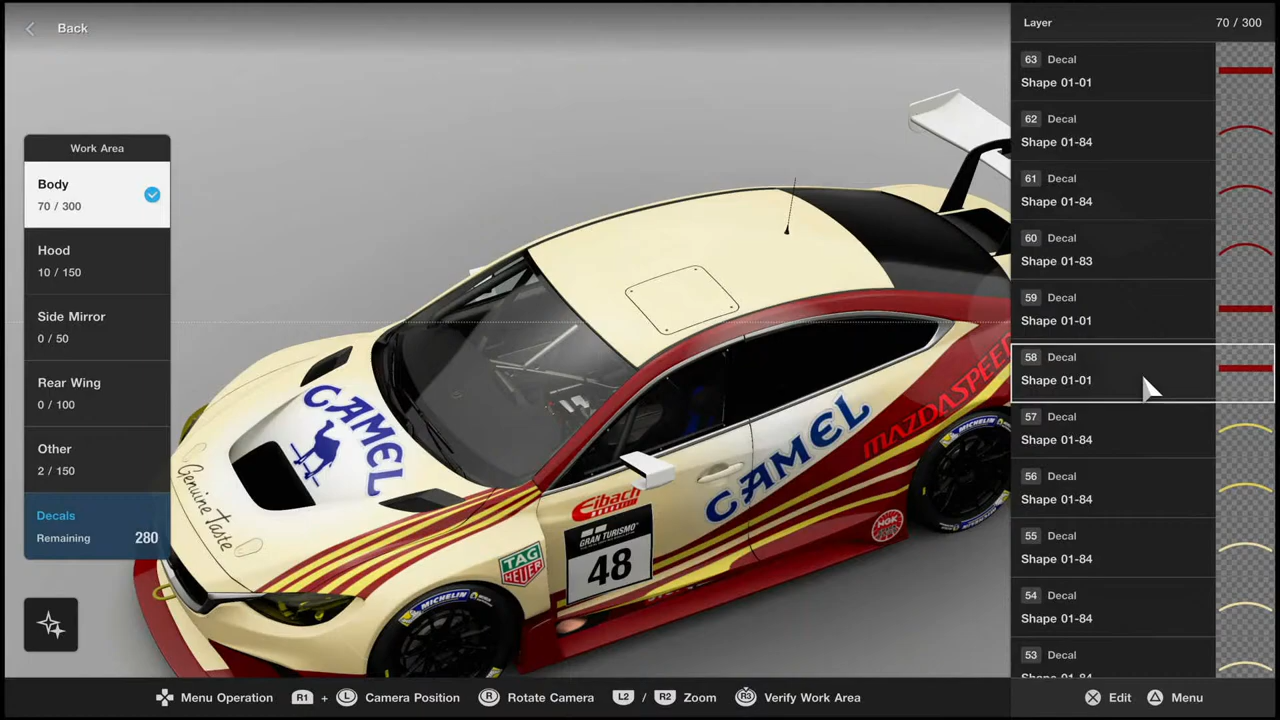 Back
Layer 70 / 300
Work Area
Body
70 / 300
Hood
10 / 150
Side Mirror
0 / 50
Rear Wing
0 / 100
Other
2 / 150
Decals
Remaining 280
63 Decal
Shape 01-01
62 Decal
Shape 01-84
61 Decal
Shape 01-84
60 Decal
Shape 01-83
59 Decal
Shape 01-01
58 Decal
Shape 01-01
57 Decal
Shape 01-84
56 Decal
Shape 01-84
55 Decal
Shape 01-84
54 Decal
Shape 01-84
53 Decal
CAMEL
Genuine Taste
CAMEL
MAZDASPEED
MICHELIN
Eibach
GRAN TURISMO
48
TAG
HEUER
NGK
MICHELIN
Menu Operation
R1 + L Camera Position
R Rotate Camera
L2 / R2 Zoom
R3 Verify Work Area
Edit
Menu